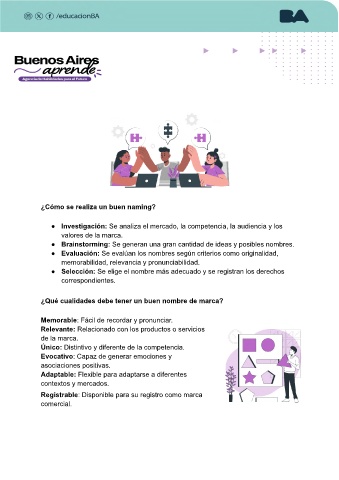 /educacionBA
BA
Buenos Aires
aprende
Agencia de Habilidades para el Futuro
¿Cómo se realiza un buen naming?
● Investigación: Se analiza el mercado, la competencia, la audiencia y los
valores de la marca.
● Brainstorming: Se generan una gran cantidad de ideas y posibles nombres.
● Evaluación: Se evalúan los nombres según criterios como originalidad,
memorabilidad, relevancia y pronunciabilidad.
● Selección: Se elige el nombre más adecuado y se registran los derechos
correspondientes.
¿Qué cualidades debe tener un buen nombre de marca?
Memorable: Fácil de recordar y pronunciar.
Relevante: Relacionado con los productos o servicios
de la marca.
Único: Distintivo y diferente de la competencia.
Evocativo: Capaz de generar emociones y
asociaciones positivas.
Adaptable: Flexible para adaptarse a diferentes
contextos y mercados.
Registrable: Disponible para su registro como marca
comercial.